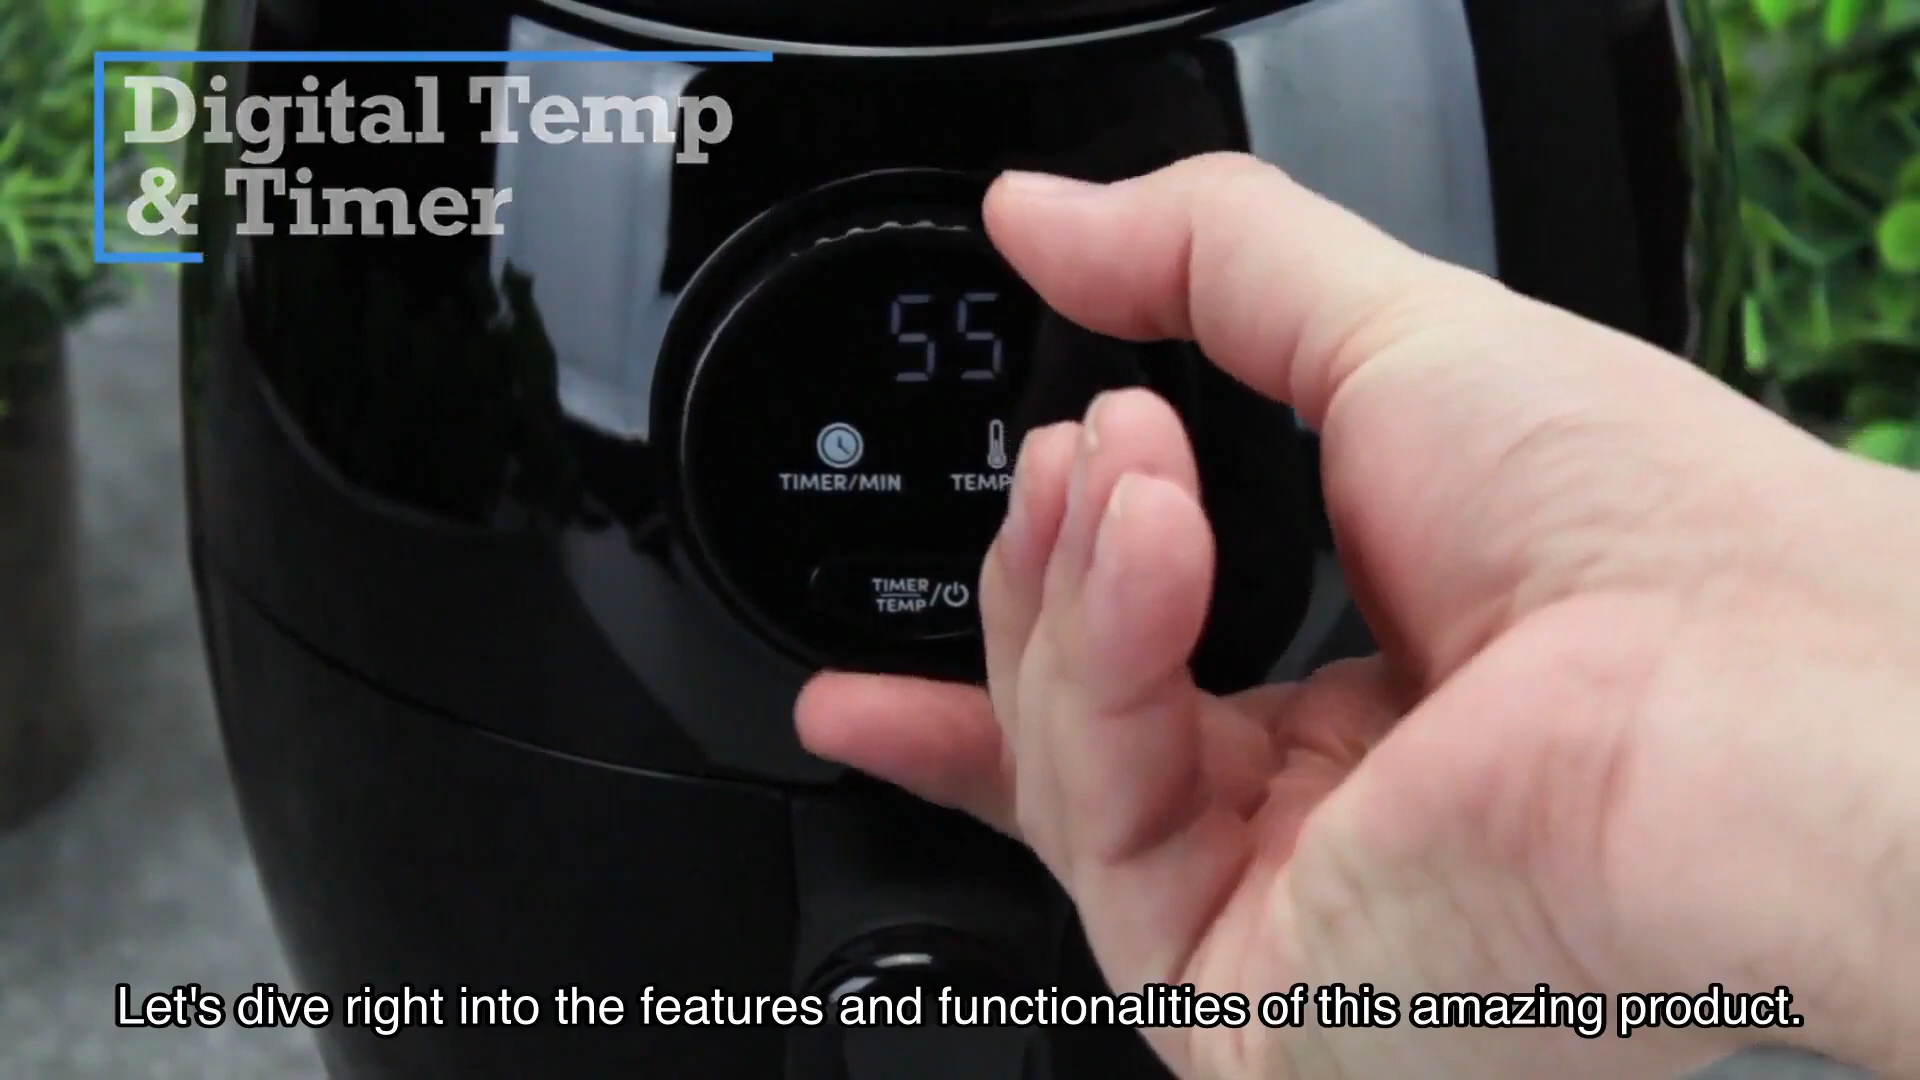 Digital Temp
& Timer
55
TIMER/MIN
TEMP
TIMER
TEMP
/
Let's dive right into the features and functionalities of this amazing product.